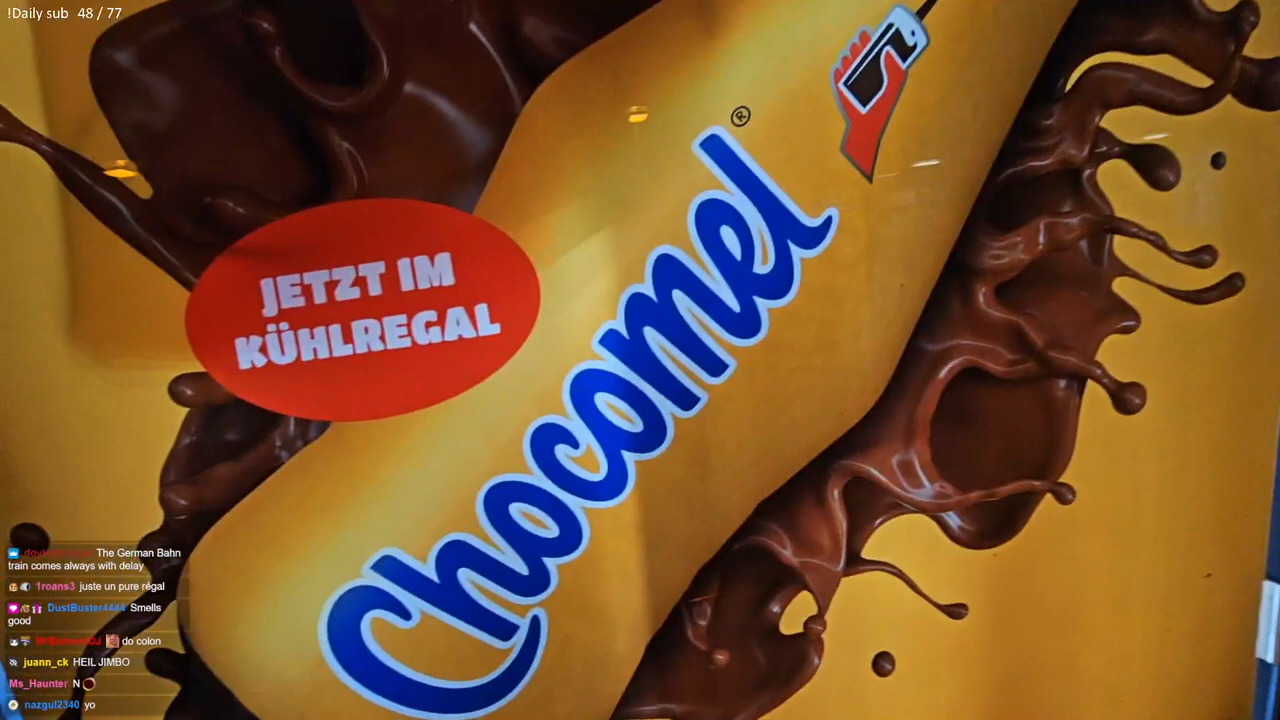 !Daily sub 48 / 77
JETZT IM
KÜHLREGAL
Chocomel
®
The German Bahn
train comes always with delay
1roans3 juste un pure régal
DustBuster4444 Smells
good
do colon
juann_ck HEIL JIMBO
Ms_Haunter N
nazgul2340 yo